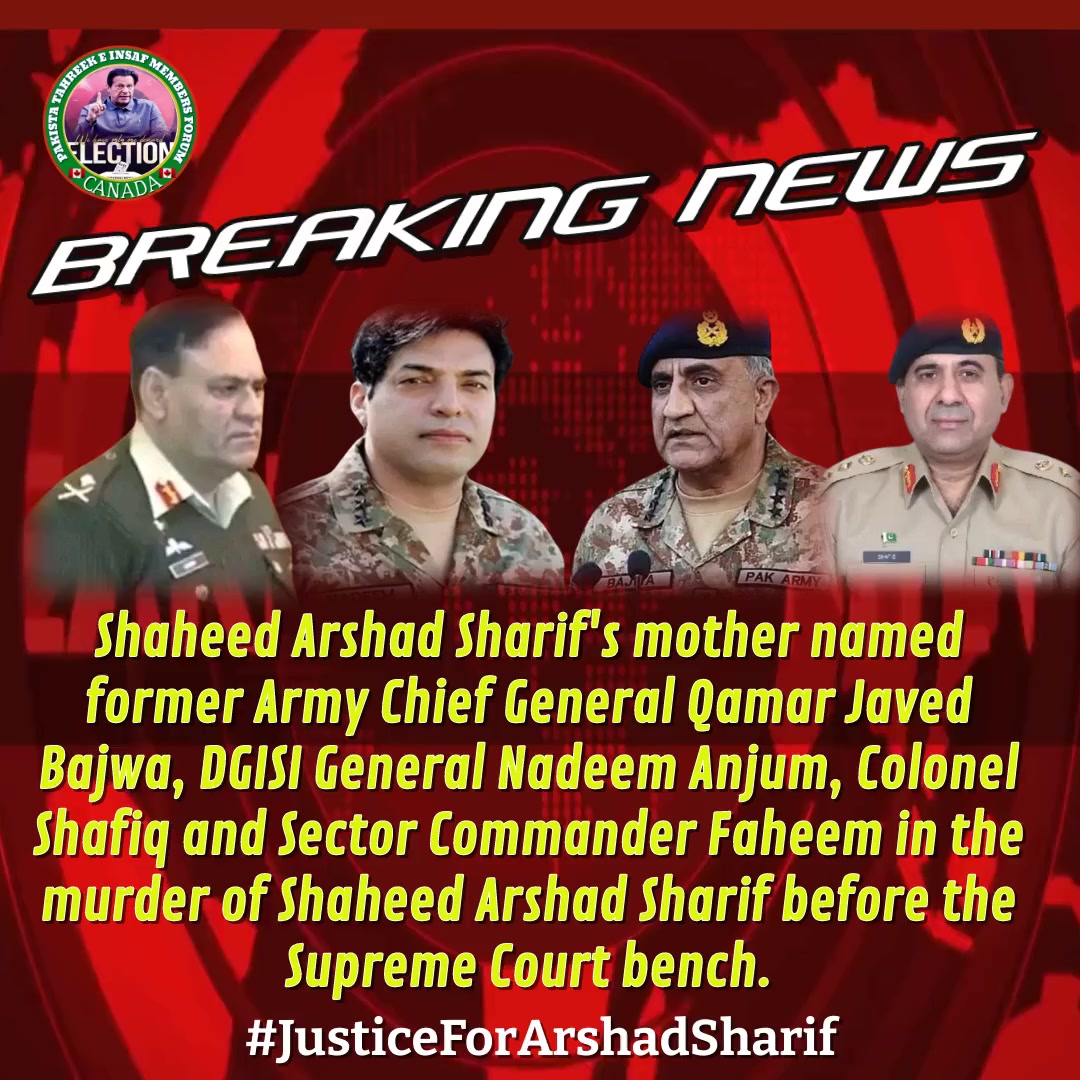 PAKISTA TAHREEK E INSAF MEMBERS FORUM
ELECTION
CANADA
BREAKING NEWS
BAJWA
PAK ARMY
Shaheed Arshad Sharif's mother named
former Army Chief General Qamar Javed
Bajwa, DGISI General Nadeem Anjum, Colonel
Shafiq and Sector Commander Faheem in the
murder of Shaheed Arshad Sharif before the
Supreme Court bench.
#JusticeForArshadSharif